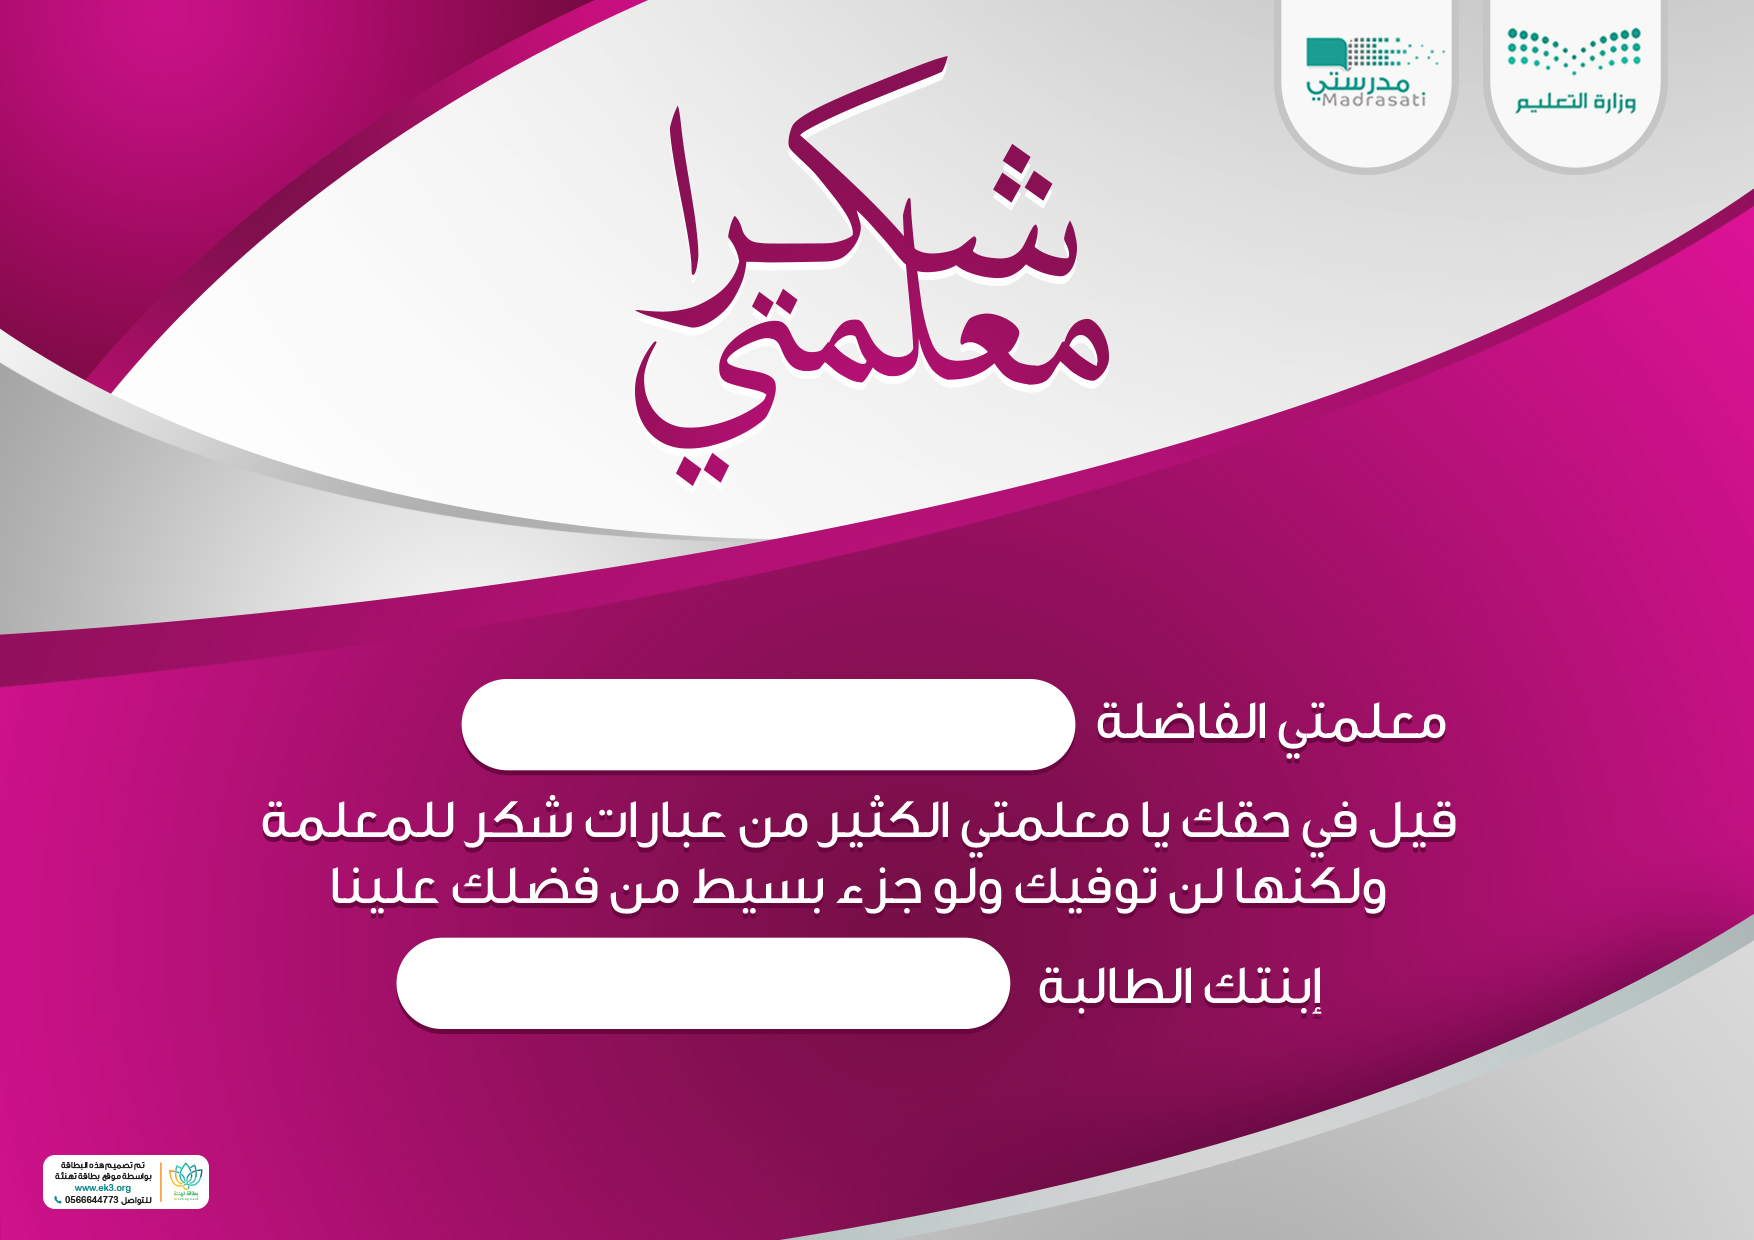 وزارة التعليم
مدرستي
Madrasati
شكرا
معلمتي
معلمتي الفاضلة
قيل في حقك يا معلمتي الكثير من عبارات شكر للمعلمة
ولكنها لن توفيك ولو جزء بسيط من فضلك علينا
إبنتك الطالبة
بطاقة تهنئة
تم تصميم هذه البطاقة
بواسطة موقع بطاقة تهنئة
www.ek3.org
للتواصل 0566644773